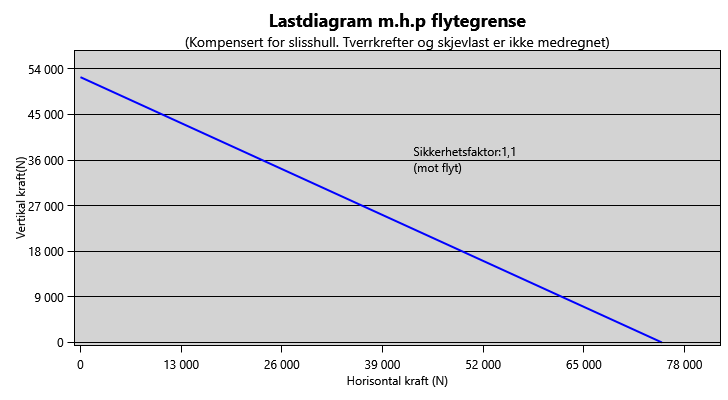 Lastdiagram m.h.p flytegrense
(Kompensert for slisshull. Tverrkrefter og skjevlast er ikke medregnet)
54 000
45 000
36 000
27 000
18 000
9 000
0
Vertikal kraft(N)
Sikkerhetsfaktor:1,1
(mot flyt)
0 13 000 26 000 39 000 52 000 65 000 78 000
Horisontal kraft (N)